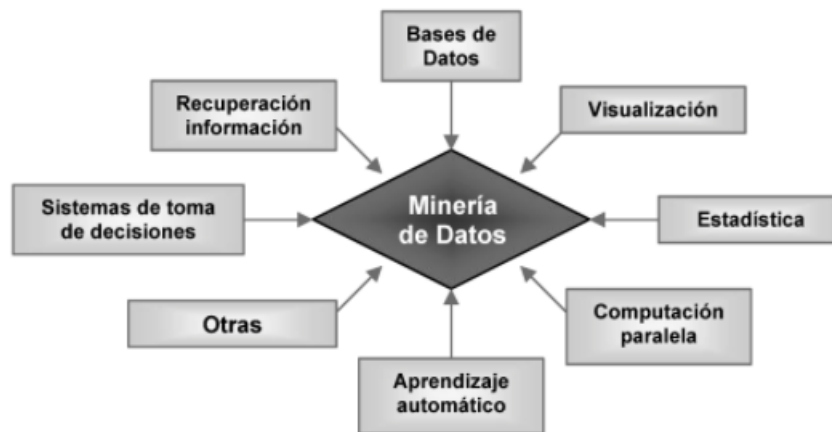 Bases de
Datos
Recuperación
información
Visualización
Sistemas de toma
de decisiones
Minería
de Datos
Estadística
Otras
Computación
paralela
Aprendizaje
automático